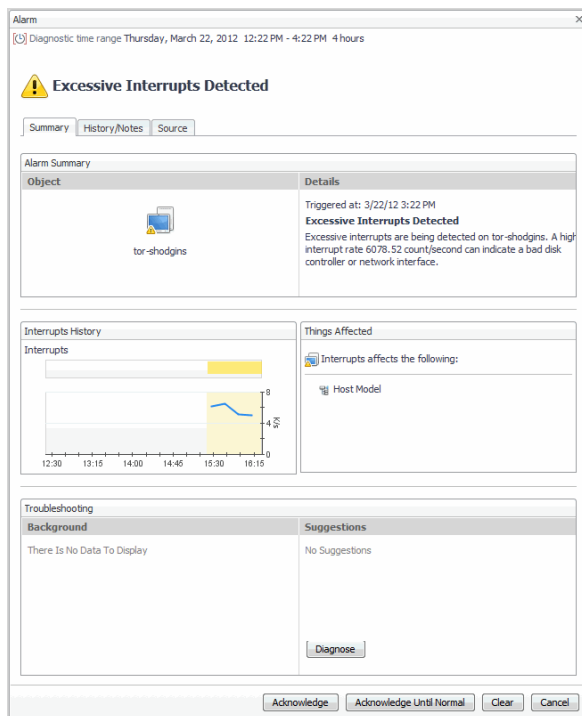 Alarm
Diagnostic time range Thursday, March 22, 2012 12:22 PM - 4:22 PM 4 hours
Excessive Interrupts Detected
Summary History/Notes Source
Alarm Summary
Object Details
tor-shodgins
Triggered at: 3/22/12 3:22 PM
Excessive Interrupts Detected
Excessive interrupts are being detected on tor-shodgins. A high
interrupt rate 6078.52 count/second can indicate a bad disk
controller or network interface.
Interrupts History
Interrupts
8
4
0
K/s
12:30 13:15 14:00 14:45 15:30 16:15
Things Affected
Interrupts affects the following:
Host Model
Troubleshooting
Background
There Is No Data To Display
Suggestions
No Suggestions
Diagnose
Acknowledge Acknowledge Until Normal Clear Cancel